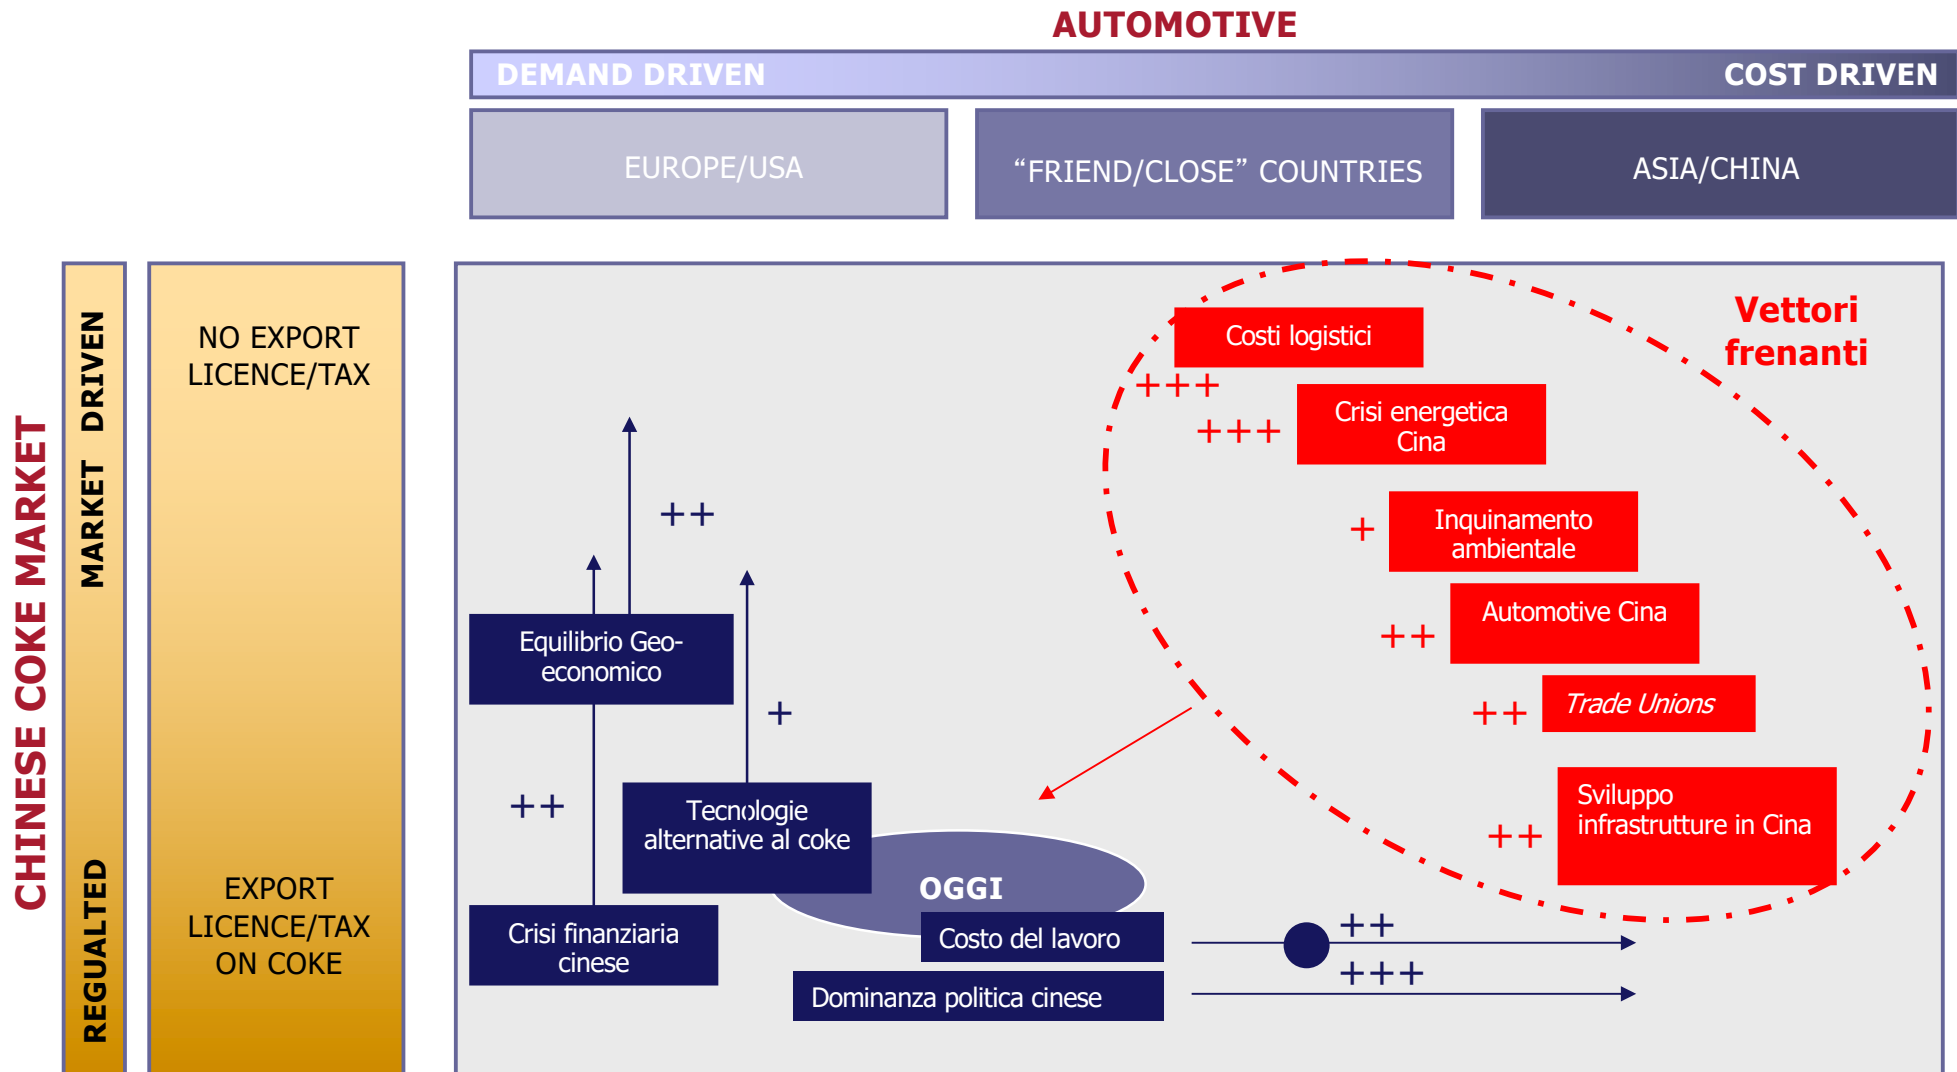 AUTOMOTIVE
DEMAND DRIVEN
COST DRIVEN
EUROPE/USA
“FRIEND/CLOSE” COUNTRIES
ASIA/CHINA
CHINESE COKE MARKET
MARKET DRIVEN
REGUALTED
NO EXPORT
LICENCE/TAX
EXPORT
LICENCE/TAX
ON COKE
Vettori
frenanti
Costi logistici
+++
+++
Crisi energetica
Cina
++
+
Inquinamento
ambientale
Automotive Cina
++
Equilibrio Geo-
economico
+
++
Trade Unions
++
Tecnologie
alternative al coke
++
Sviluppo
infrastrutture in Cina
OGGI
Crisi finanziaria
cinese
Costo del lavoro
++
+++
Dominanza politica cinese